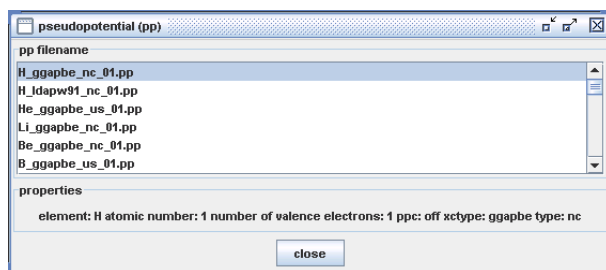 pseudopotential (pp)
pp filename
H_ggapbe_nc_01.pp
H_ldapw91_nc_01.pp
He_ggapbe_us_01.pp
Li_ggapbe_nc_01.pp
Be_ggapbe_nc_01.pp
B_ggapbe_us_01.pp
properties
element: H atomic number: 1 number of valence electrons: 1 ppc: off xctype: ggapbe type: nc
close